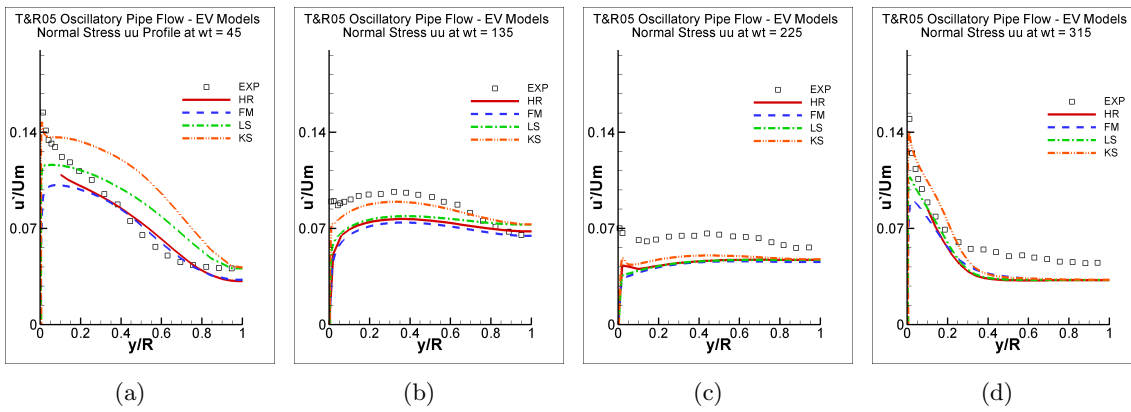 T&R05 Oscillatory Pipe Flow - EV Models
Normal Stress uu Profile at wt = 45
EXP
HR
FM
LS
KS
0.14
0.07
0
u'/Um
0 0.2 0.4 0.6 0.8 1
y/R
(a)
T&R05 Oscillatory Pipe Flow - EV Models
Normal Stress uu at wt = 135
EXP
HR
FM
LS
KS
0.14
0.07
0
u'/Um
0 0.2 0.4 0.6 0.8 1
y/R
(b)
T&R05 Oscillatory Pipe Flow - EV Models
Normal Stress uu at wt = 225
EXP
HR
FM
LS
KS
0.14
0.07
0
u'/Um
0 0.2 0.4 0.6 0.8 1
y/R
(c)
T&R05 Oscillatory Pipe Flow - EV Models
Normal Stress uu at wt = 315
EXP
HR
FM
LS
KS
0.14
0.07
0
u'/Um
0 0.2 0.4 0.6 0.8 1
y/R
(d)